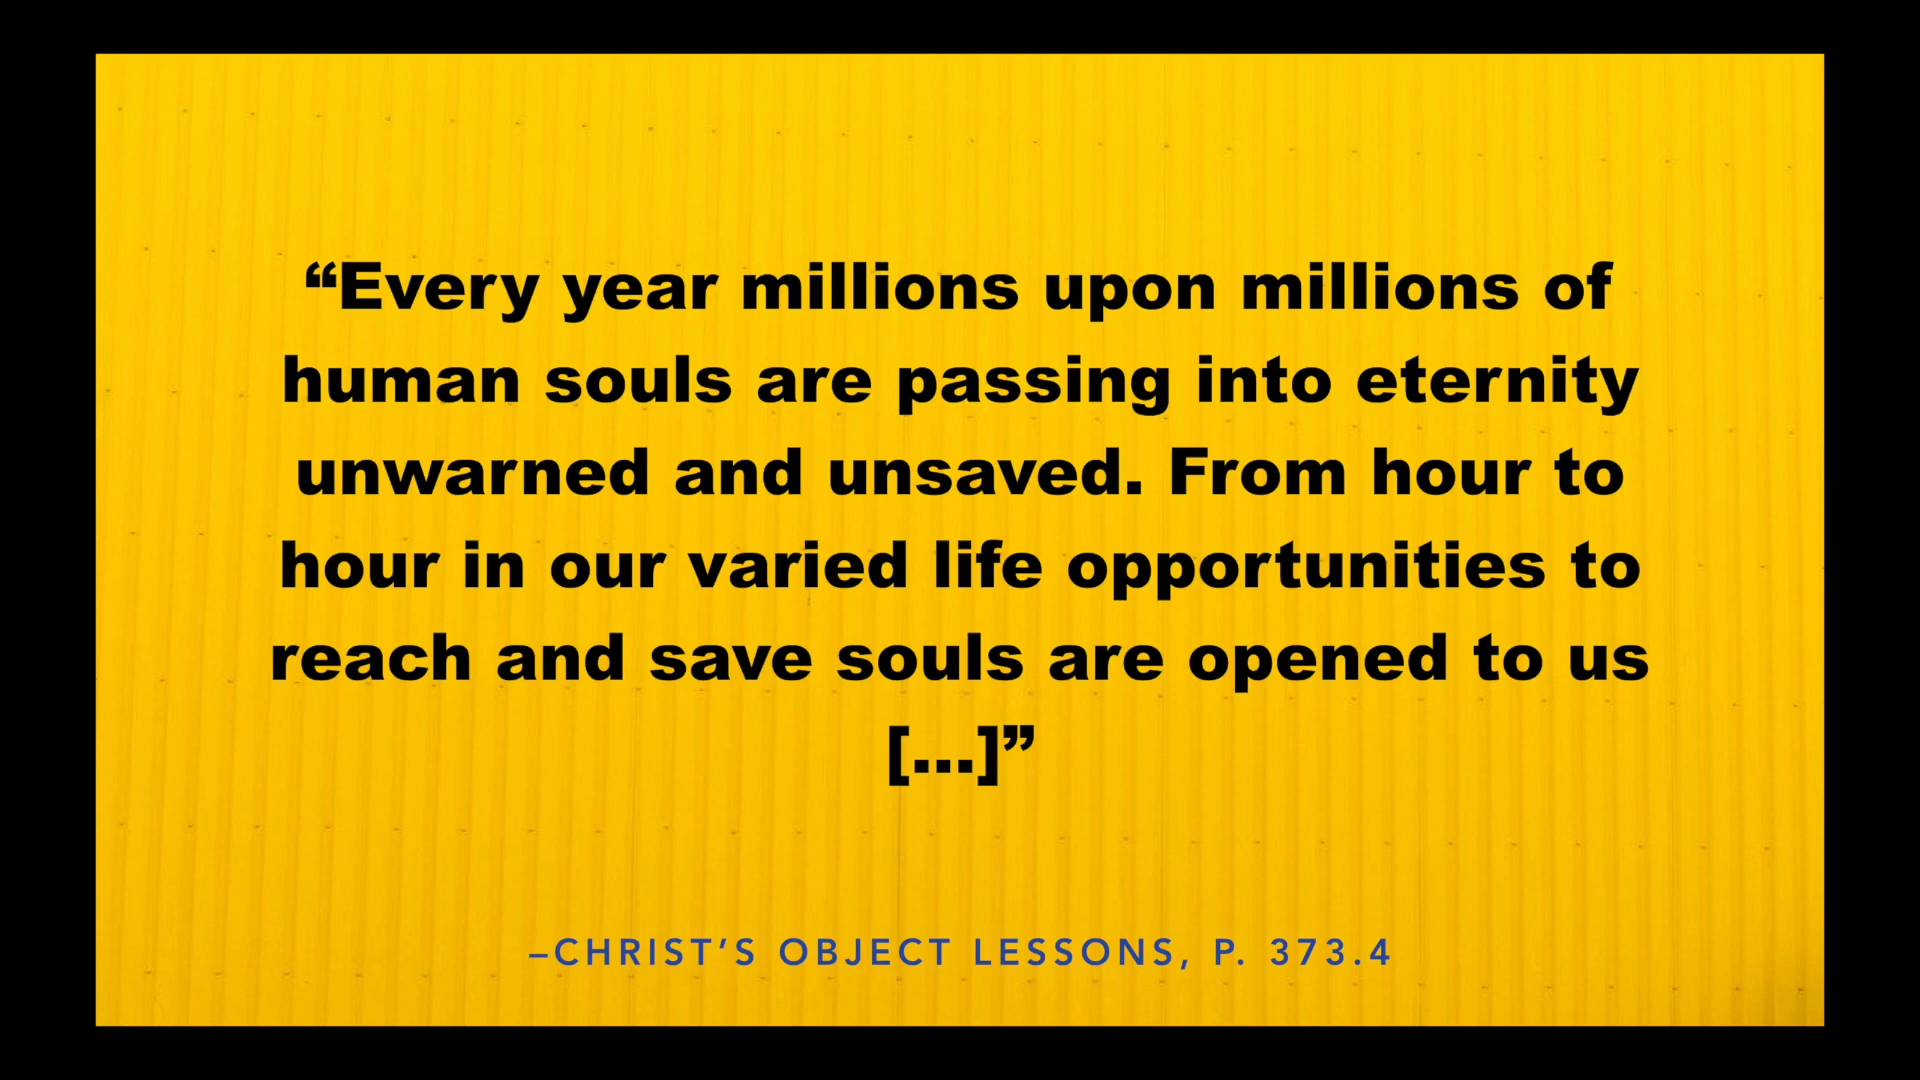 “Every year millions upon millions of
human souls are passing into eternity
unwarned and unsaved. From hour to
hour in our varied life opportunities to
reach and save souls are opened to us
[...]”
–CHRIST’S OBJECT LESSONS, P. 373.4